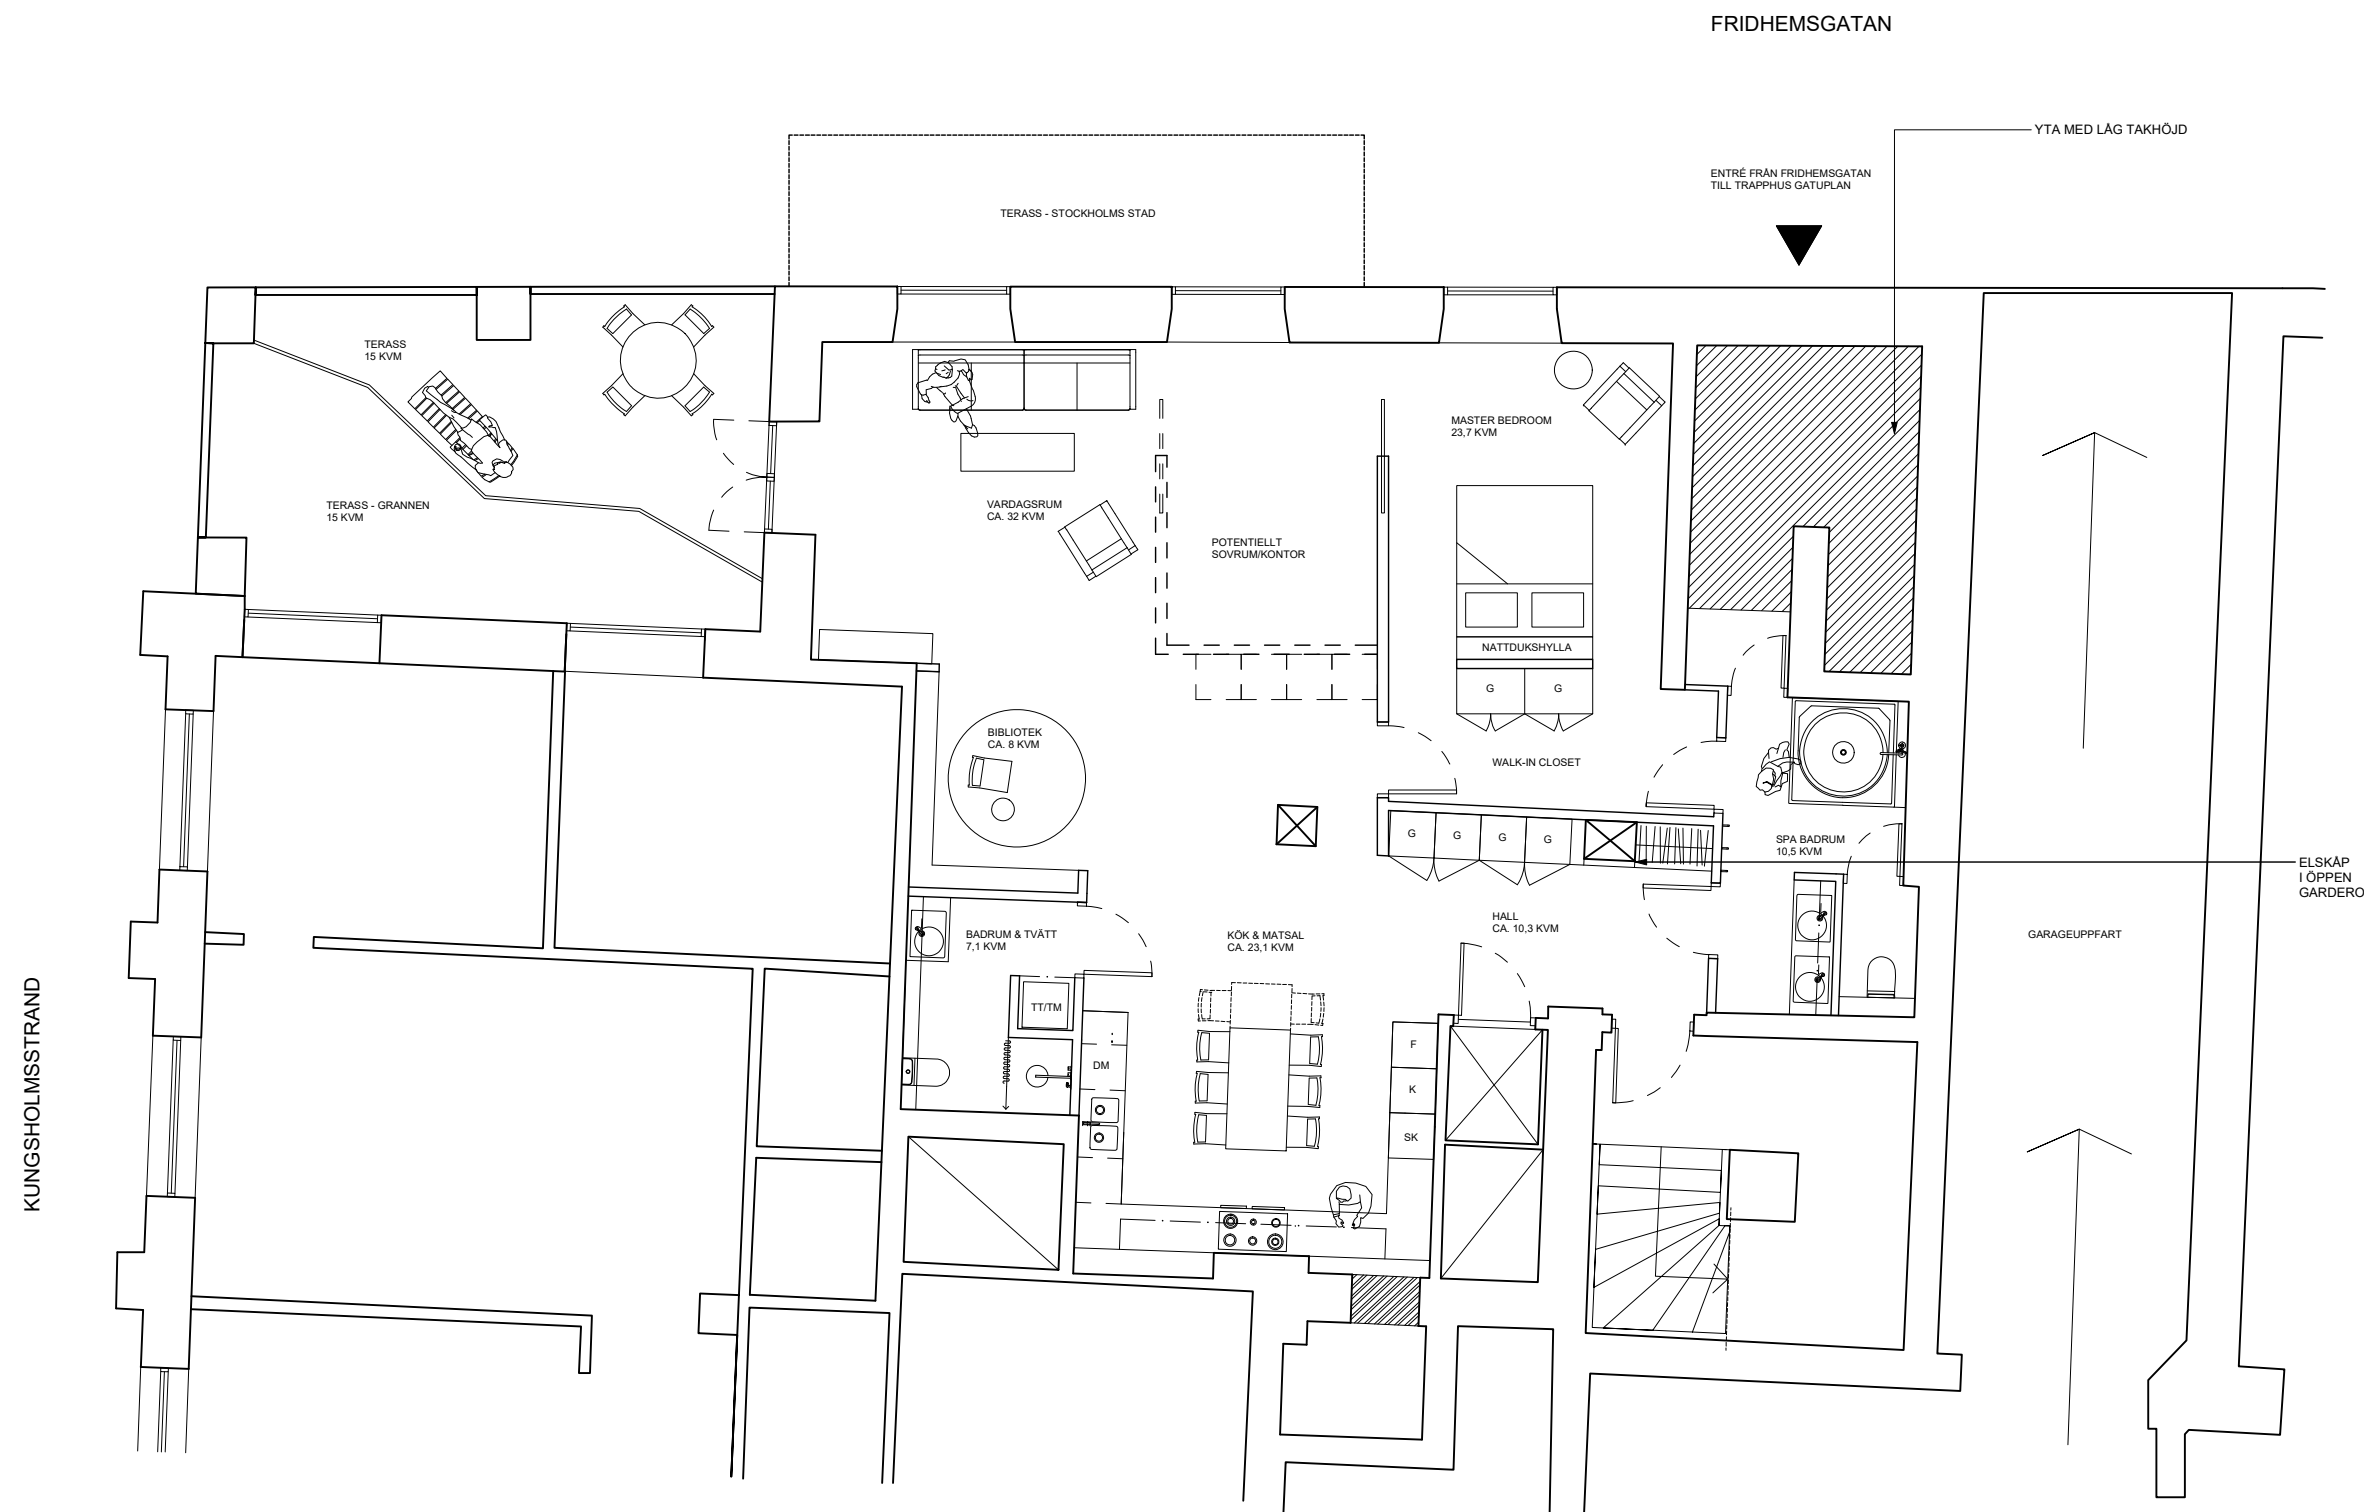 FRIDHEMSGATAN
YTA MED LÅG TAKHÖJD
ENTRÉ FRÅN FRIDHEMSGATAN
TILL TRAPPHUS GATUPLAN
TERASS - STOCKHOLMS STAD
TERASS
15 KVM
MASTER BEDROOM
23,7 KVM
TERASS - GRANNEN
15 KVM
VARDAGSRUM
CA. 32 KVM
POTENTIELLT
SOVRUM/KONTOR
NATTDUKSHYLLA
G
G
BIBLIOTEK
CA. 8 KVM
WALK-IN CLOSET
G
G
G
G
SPA BADRUM
10,5 KVM
ELSKÅP
I ÖPPEN
GARDERO
HALL
CA. 10,3 KVM
BADRUM & TVÄTT
7,1 KVM
KÖK & MATSAL
CA. 23,1 KVM
GARAGEUPPFART
TT/TM
F
DM
K
SK
KUNGSHOLMSSTRAND